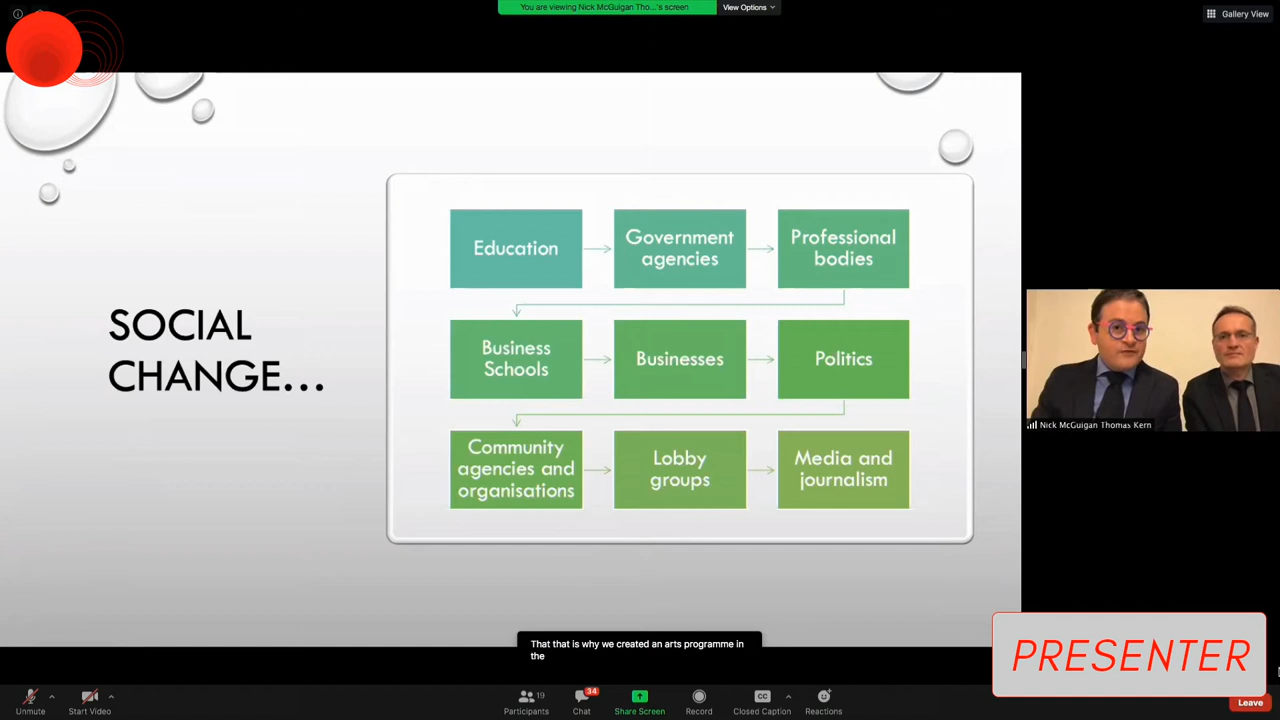 You are viewing Nick McGuigan Tho...'s screen
View Options
Gallery View
SOCIAL
CHANGE...
Education
Government
agencies
Professional
bodies
Business
Schools
Businesses
Politics
Community
agencies and
organisations
Lobby
groups
Media and
journalism
Nick McGuigan Thomas Kern
That that is why we created an arts programme in
the
PRESENTER
Unmute
Start Video
Participants
19
Chat
34
Share Screen
Record
CC
Closed Caption
Reactions
Leave